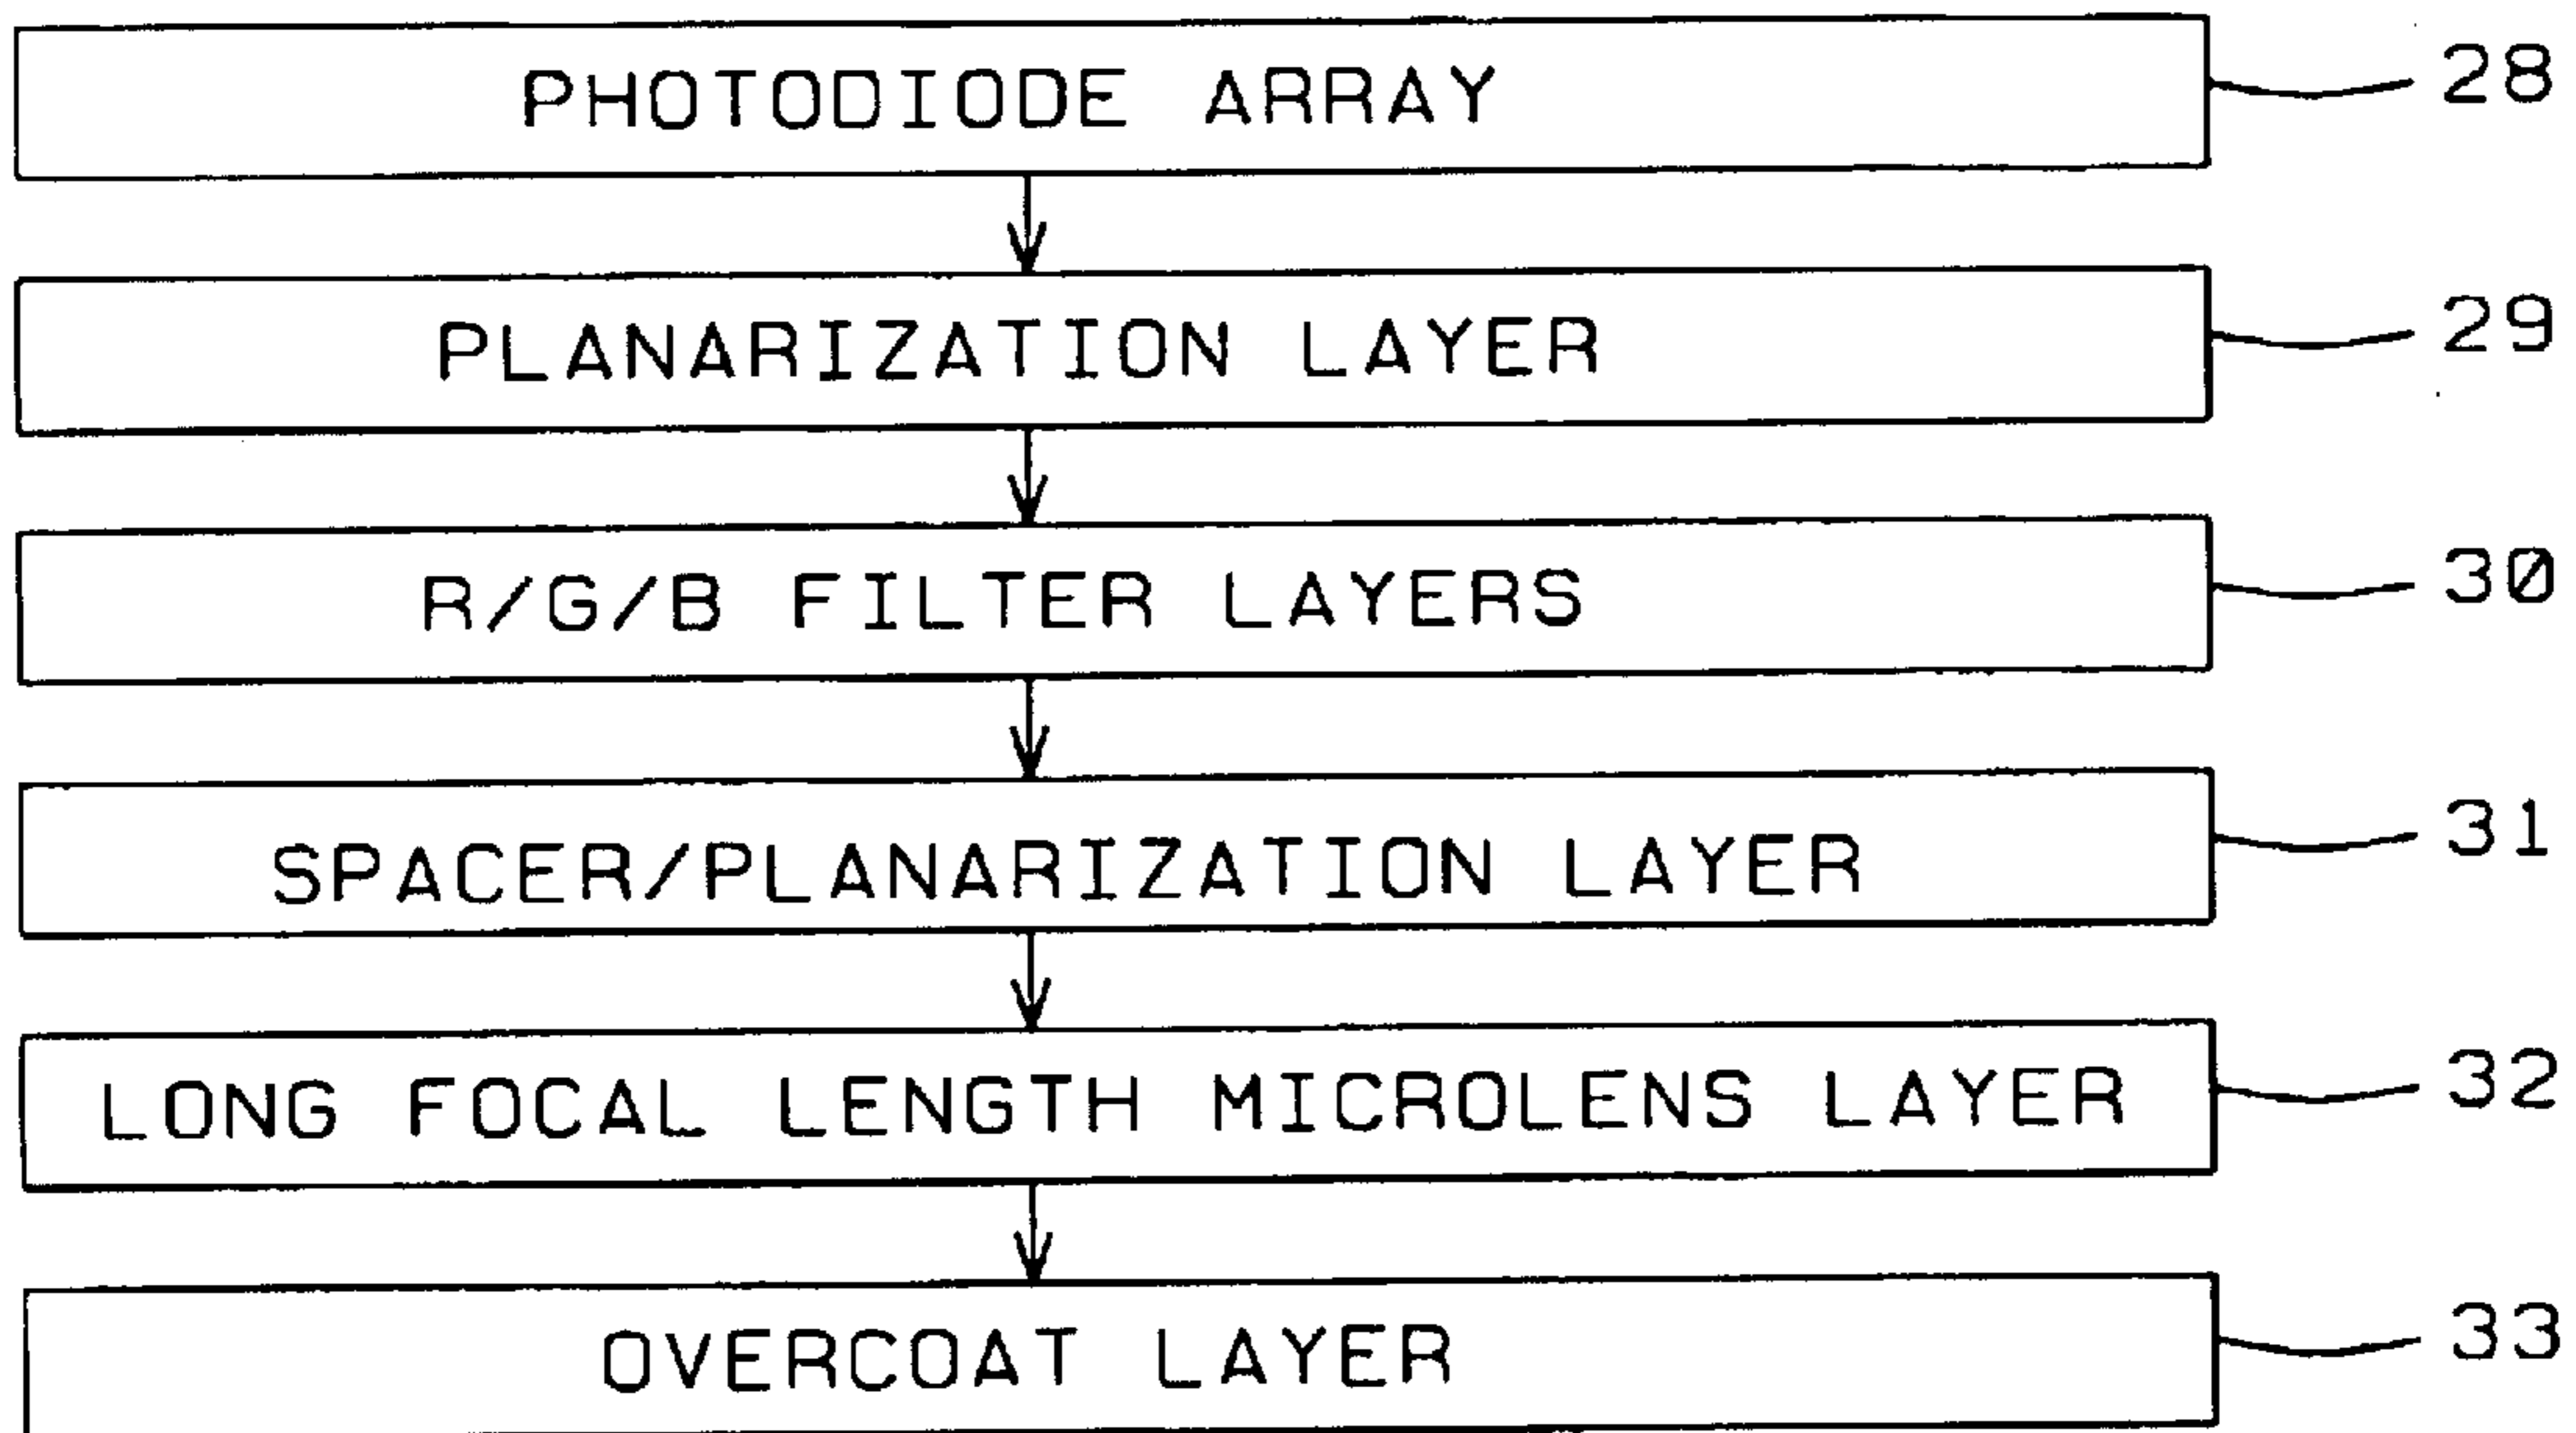 PHOTODIODE ARRAY 28
PLANARIZATION LAYER 29
R/G/B FILTER LAYERS 30
SPACER/PLANARIZATION LAYER 31
LONG FOCAL LENGTH MICROLENS LAYER 32
OVERCOAT LAYER 33